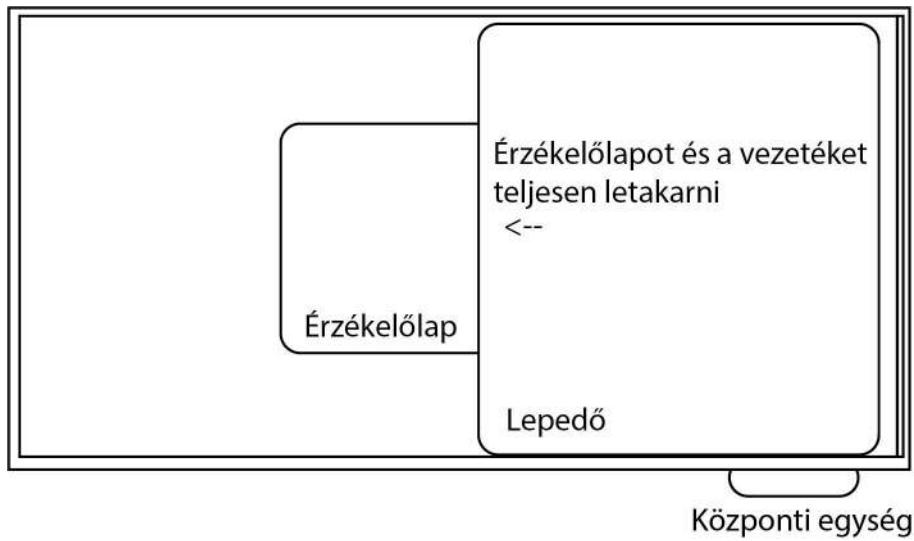 Érzékelőlapot és a vezetéket
teljesen letakarni
<--
Érzékelőlap
Lepedő
Központi egység